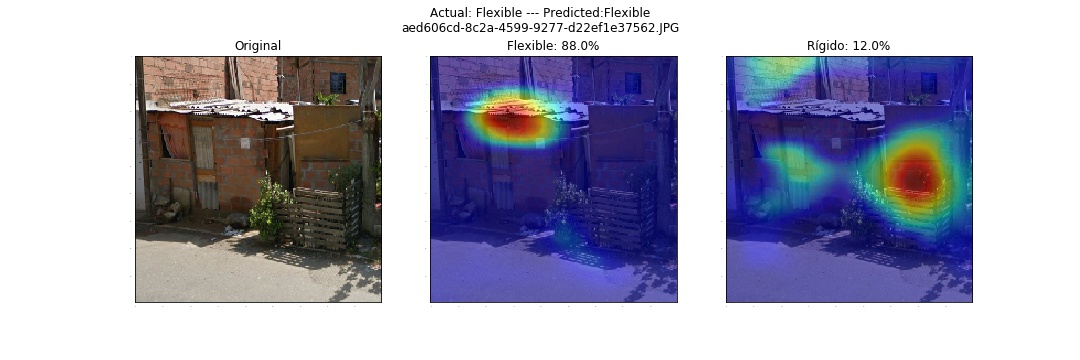 Actual: Flexible --- Predicted:Flexible
aed606cd-8c2a-4599-9277-d22ef1e37562.JPG
Original
Flexible: 88.0%
Rígido: 12.0%